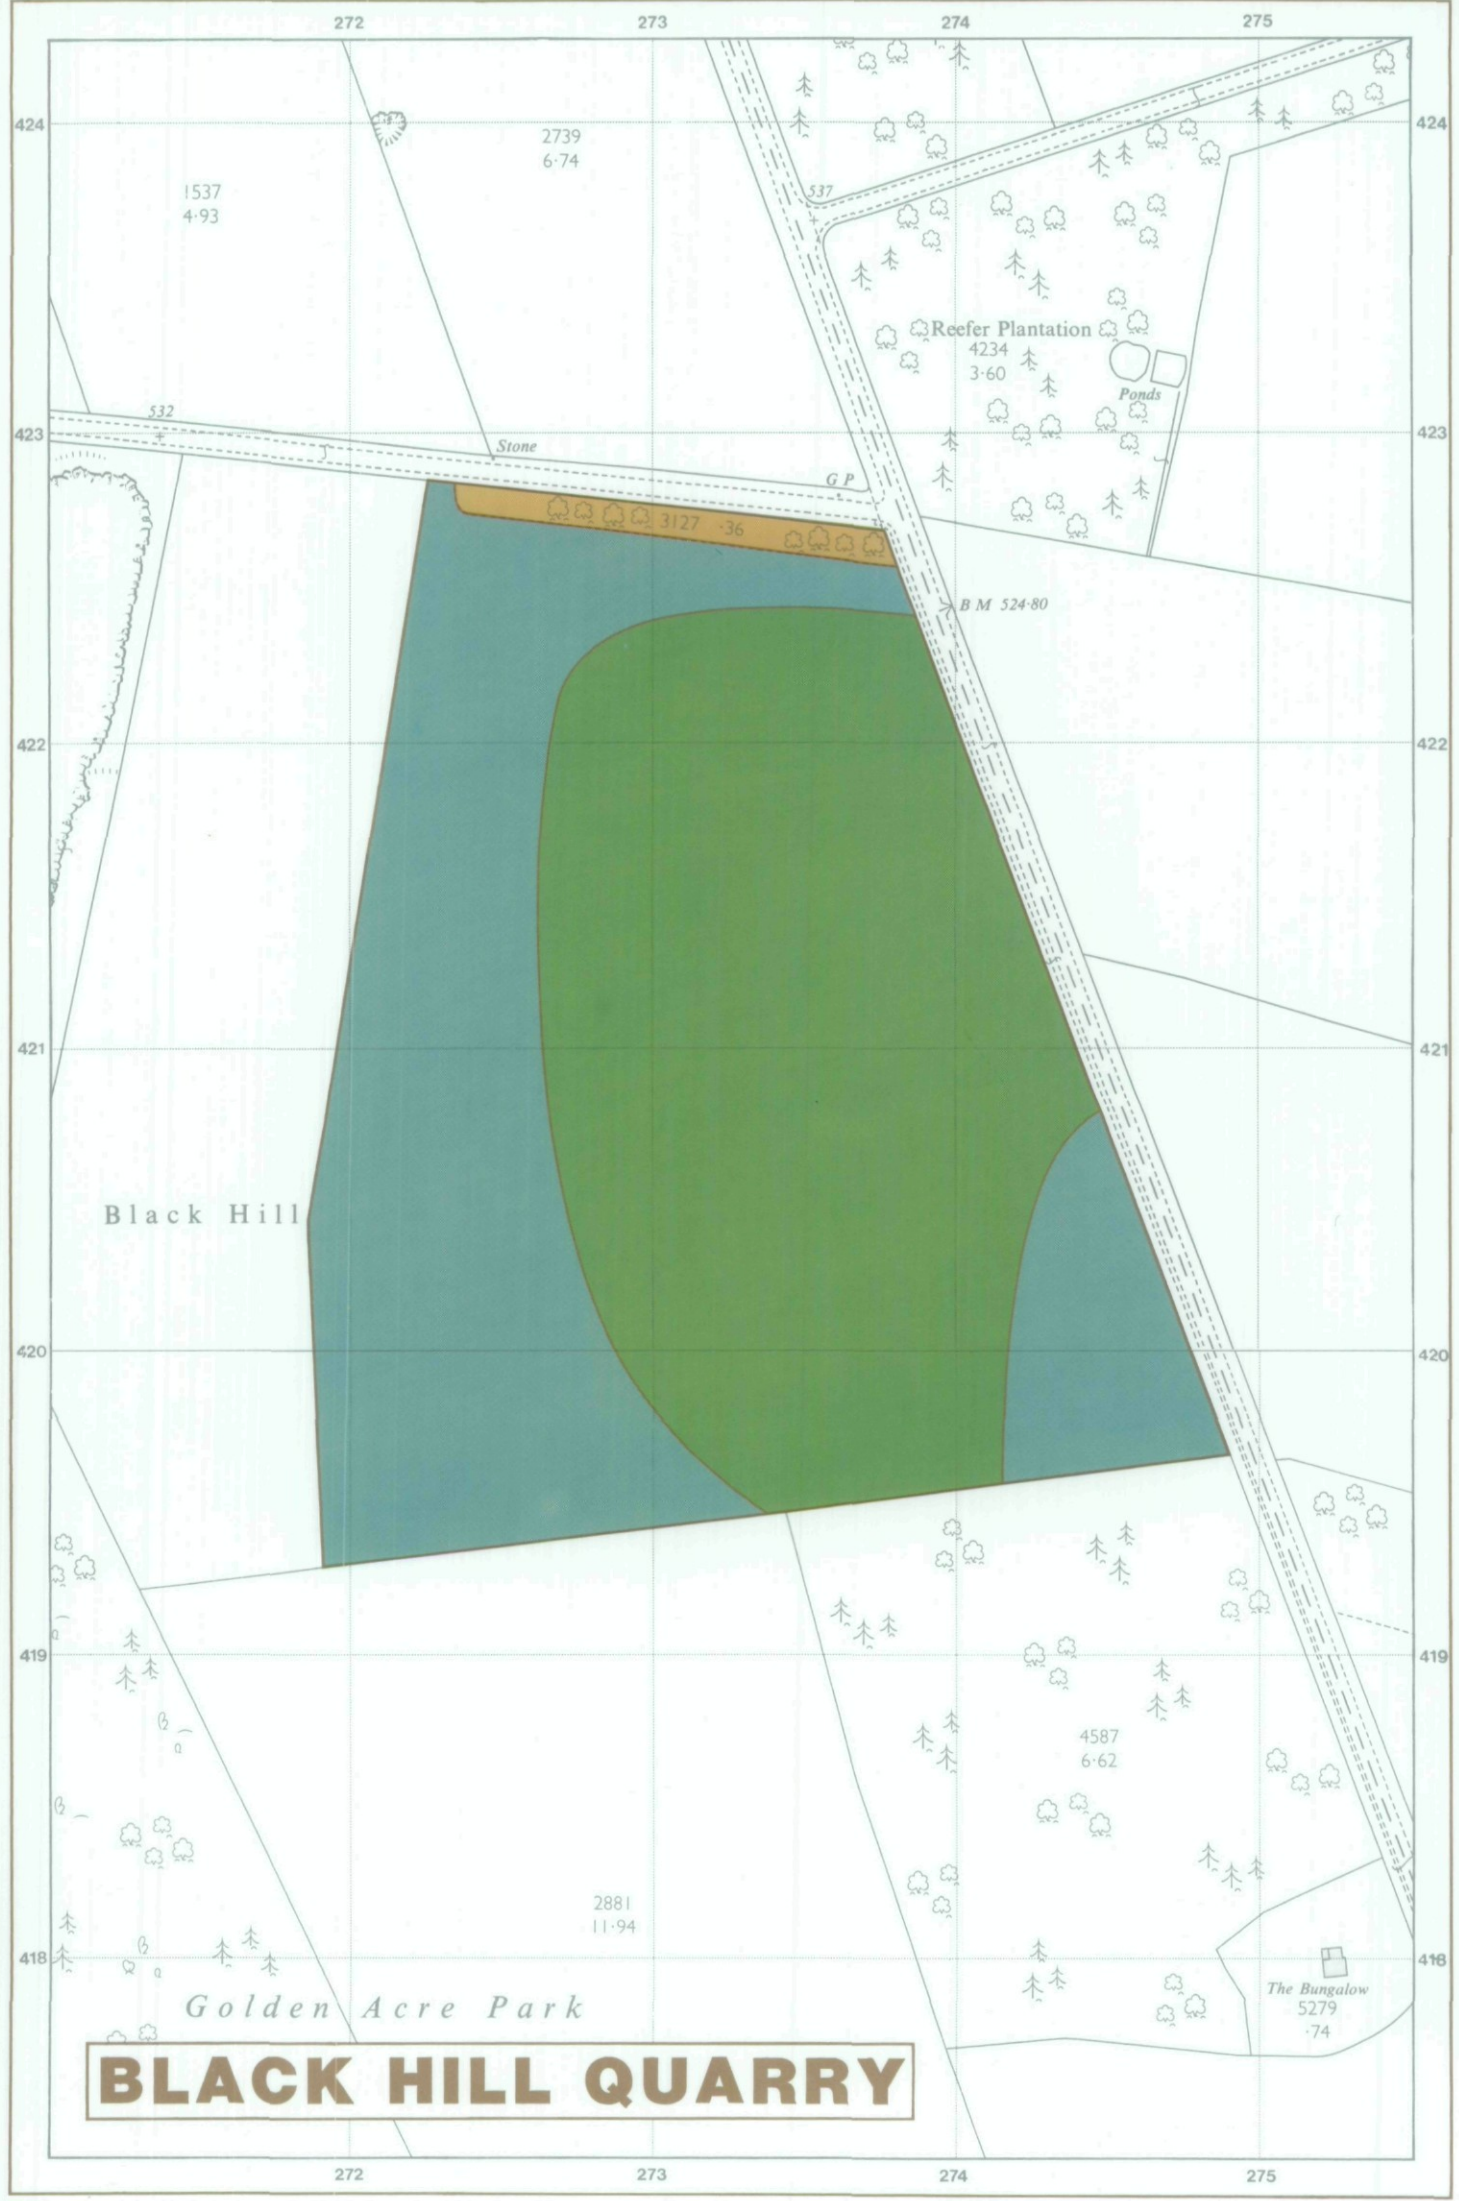 272 273 274 275
424 424
2739
6·74
1537
4·93
537
Reefer Plantation
4234
3·60
Ponds
532
423 423
Stone
G P
3127 ·36
B M 524·80
422 422
421 421
Black Hill
420 420
419 419
4587
6·62
2881
11·94
418 418
The Bungalow
5279
·74
Golden Acre Park
BLACK HILL QUARRY
272 273 274 275